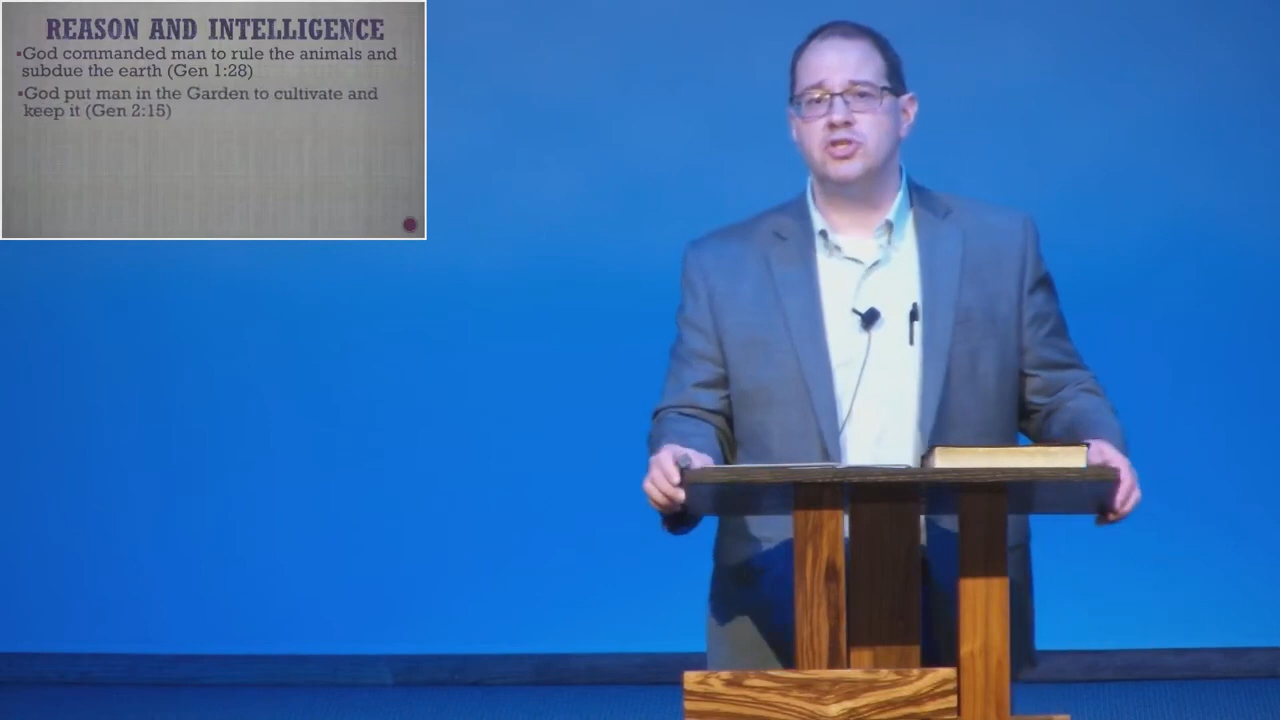 REASON AND INTELLIGENCE
▪God commanded man to rule the animals and
subdue the earth (Gen 1:28)
▪God put man in the Garden to cultivate and
keep it (Gen 2:15)